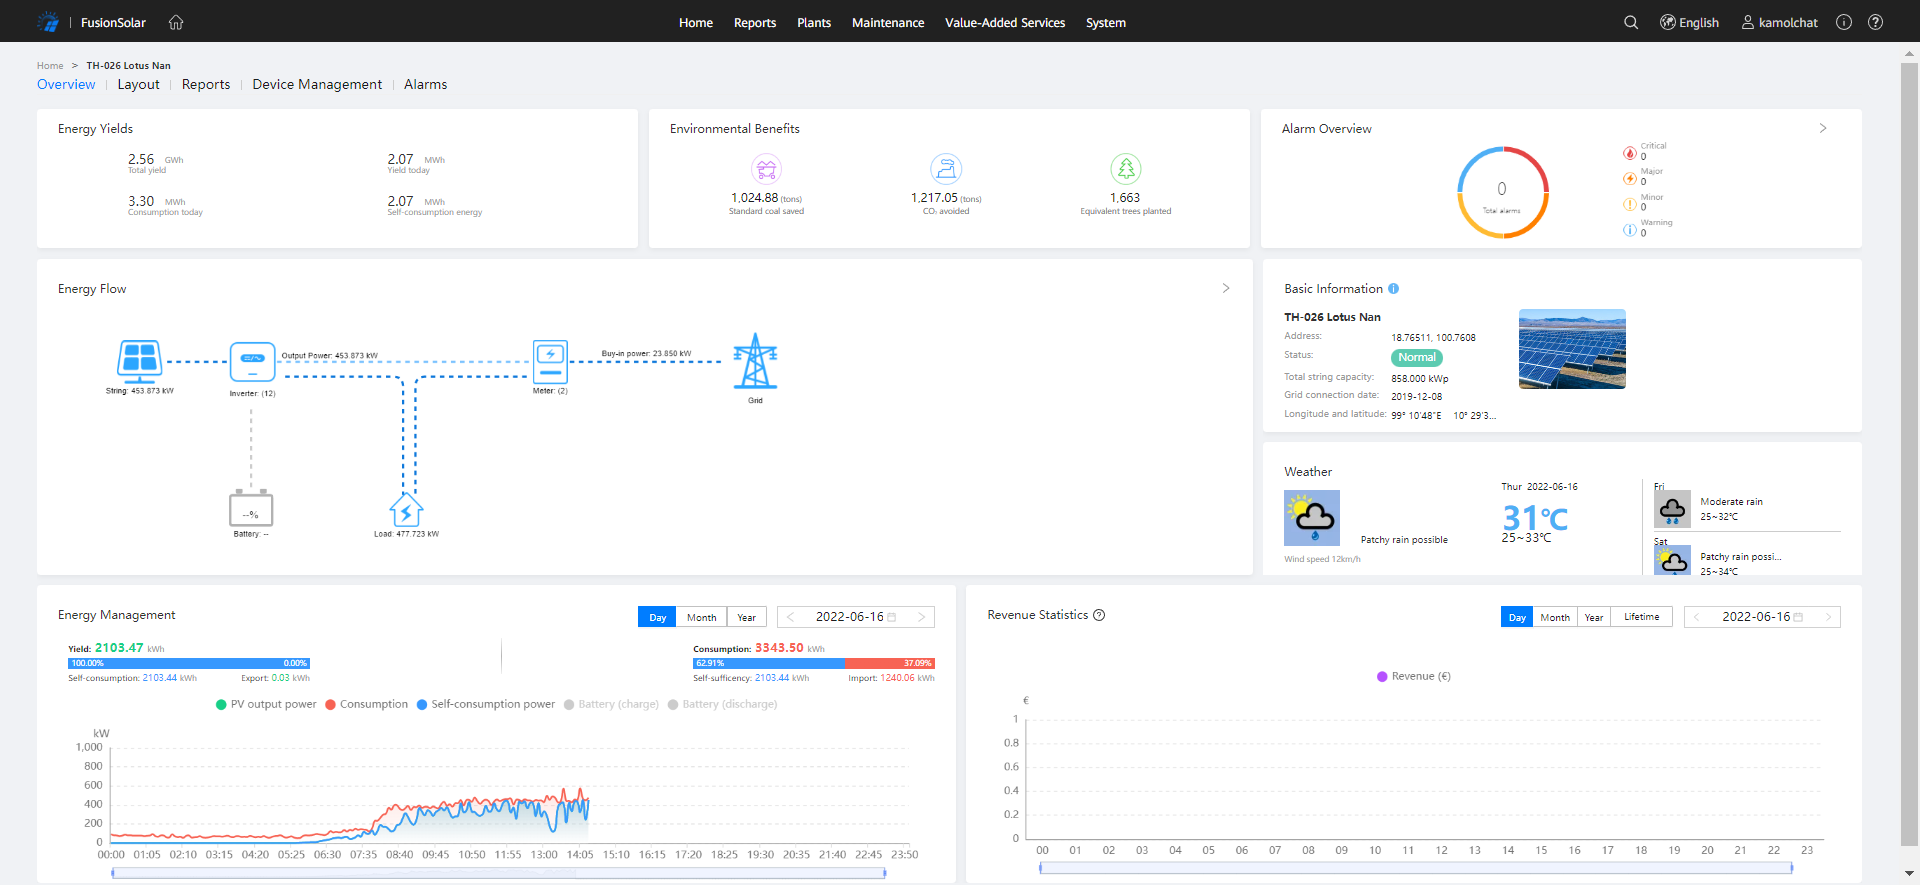 FusionSolar
Home Reports Plants Maintenance Value-Added Services System
English kamolchat
Home > TH-026 Lotus Nan
Overview Layout Reports Device Management Alarms
Energy Yields
2.56 GWh
Total yield
2.07 MWh
Yield today
3.30 MWh
Consumption today
2.07 MWh
Self-consumption energy
Environmental Benefits
1,024.88 (tons)
Standard coal saved
1,217.05 (tons)
CO₂ avoided
1,663
Equivalent trees planted
Alarm Overview
0
Total alarms
Critical
0
Major
0
Minor
0
Warning
0
Energy Flow
String: 453.873 kW
Inverter: (12)
Output Power: 453.873 kW
Meter: (2)
Buy-in power: 23.850 kW
Grid
--%
Battery: --
Load: 477.723 kW
Basic Information
TH-026 Lotus Nan
Address: 18.76511, 100.7608
Status: Normal
Total string capacity: 858.000 kWp
Grid connection date: 2019-12-08
Longitude and latitude: 99° 10'48"E 10° 29'3...
Weather
Patchy rain possible
Wind speed 12km/h
Thur 2022-06-16
31℃
25~33℃
Fri
Moderate rain
25~32℃
Sat
Patchy rain possi...
25~34℃
Energy Management
Day Month Year
2022-06-16
Yield: 2103.47 kWh
100.00% 0.00%
Self-consumption: 2103.44 kWh Export: 0.03 kWh
Consumption: 3343.50 kWh
62.91% 37.09%
Self-sufficency: 2103.44 kWh Import: 1240.06 kWh
PV output power Consumption Self-consumption power Battery (charge) Battery (discharge)
kW
1,000
800
600
400
200
0
00:00 01:05 02:10 03:15 04:20 05:25 06:30 07:35 08:40 09:45 10:50 11:55 13:00 14:05 15:10 16:15 17:20 18:25 19:30 20:35 21:40 22:45 23:50
Revenue Statistics
Day Month Year Lifetime
2022-06-16
Revenue (€)
€
1
0.8
0.6
0.4
0.2
0
00 01 02 03 04 05 06 07 08 09 10 11 12 13 14 15 16 17 18 19 20 21 22 23